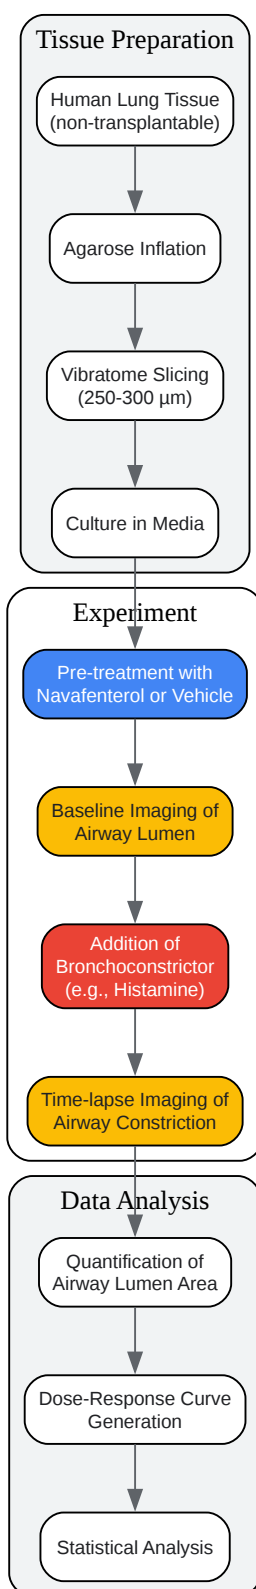 Tissue Preparation
Human Lung Tissue
(non-transplantable)
Agarose Inflation
Vibratome Slicing
(250-300 µm)
Culture in Media
Experiment
Pre-treatment with
Navafenterol or Vehicle
Baseline Imaging of
Airway Lumen
Addition of
Bronchoconstrictor
(e.g., Histamine)
Time-lapse Imaging of
Airway Constriction
Data Analysis
Quantification of
Airway Lumen Area
Dose-Response Curve
Generation
Statistical Analysis